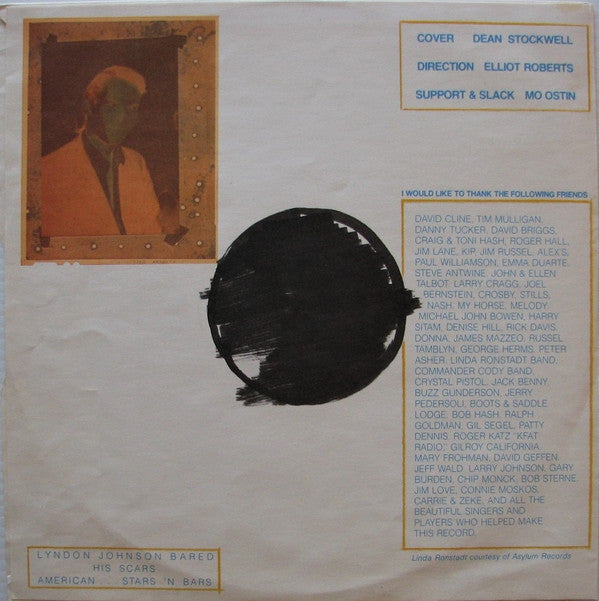 COVER DEAN STOCKWELL
DIRECTION ELLIOT ROBERTS
SUPPORT & SLACK MO OSTIN
I WOULD LIKE TO THANK THE FOLLOWING FRIENDS
DAVID CLINE, TIM MULLIGAN,
DANNY TUCKER, DAVID BRIGGS,
CRAIG & TONI HASH, ROGER HALL,
JIM LANE, KIP, JIM RUSSEL, ALEX'S,
PAUL WILLIAMSON, EMMA DUARTE,
STEVE ANTWINE, JOHN & ELLEN
TALBOT, LARRY CRAGG, JOEL
BERNSTEIN, CROSBY, STILLS,
NASH, MY HORSE, MELODY,
MICHAEL JOHN BOWEN, HARRY
SITAM, DENISE HILL, RICK DAVIS,
DONNA, JAMES MAZZEO, RUSSEL
TAMBLYN, GEORGE HERMS, PETER
ASHER, LINDA RONSTADT BAND,
COMMANDER CODY BAND,
CRYSTAL PISTOL, JACK BENNY,
BUZZ GUNDERSON, JERRY
PEDERSOLI, BOOTS & SADDLE
LODGE, BOB HASH, RALPH
GOLDMAN, GIL SEGEL, PATTY
DENNIS, ROGER KATZ "KFAT
RADIO," GILROY CALIFORNIA,
MARY FROHMAN, DAVID GEFFEN,
JEFF WALD, LARRY JOHNSON, GARY
BURDEN, CHIP MONCK, BOB STERNE,
JIM LOVE, CONNIE MOSKOS,
CARRIE & ZEKE, AND ALL THE
BEAUTIFUL SINGERS AND
PLAYERS WHO HELPED MAKE
THIS RECORD.
Linda Ronstadt courtesy of Asylum Records
LYNDON JOHNSON BARED
HIS SCARS
AMERICAN . . . STARS 'N BARS